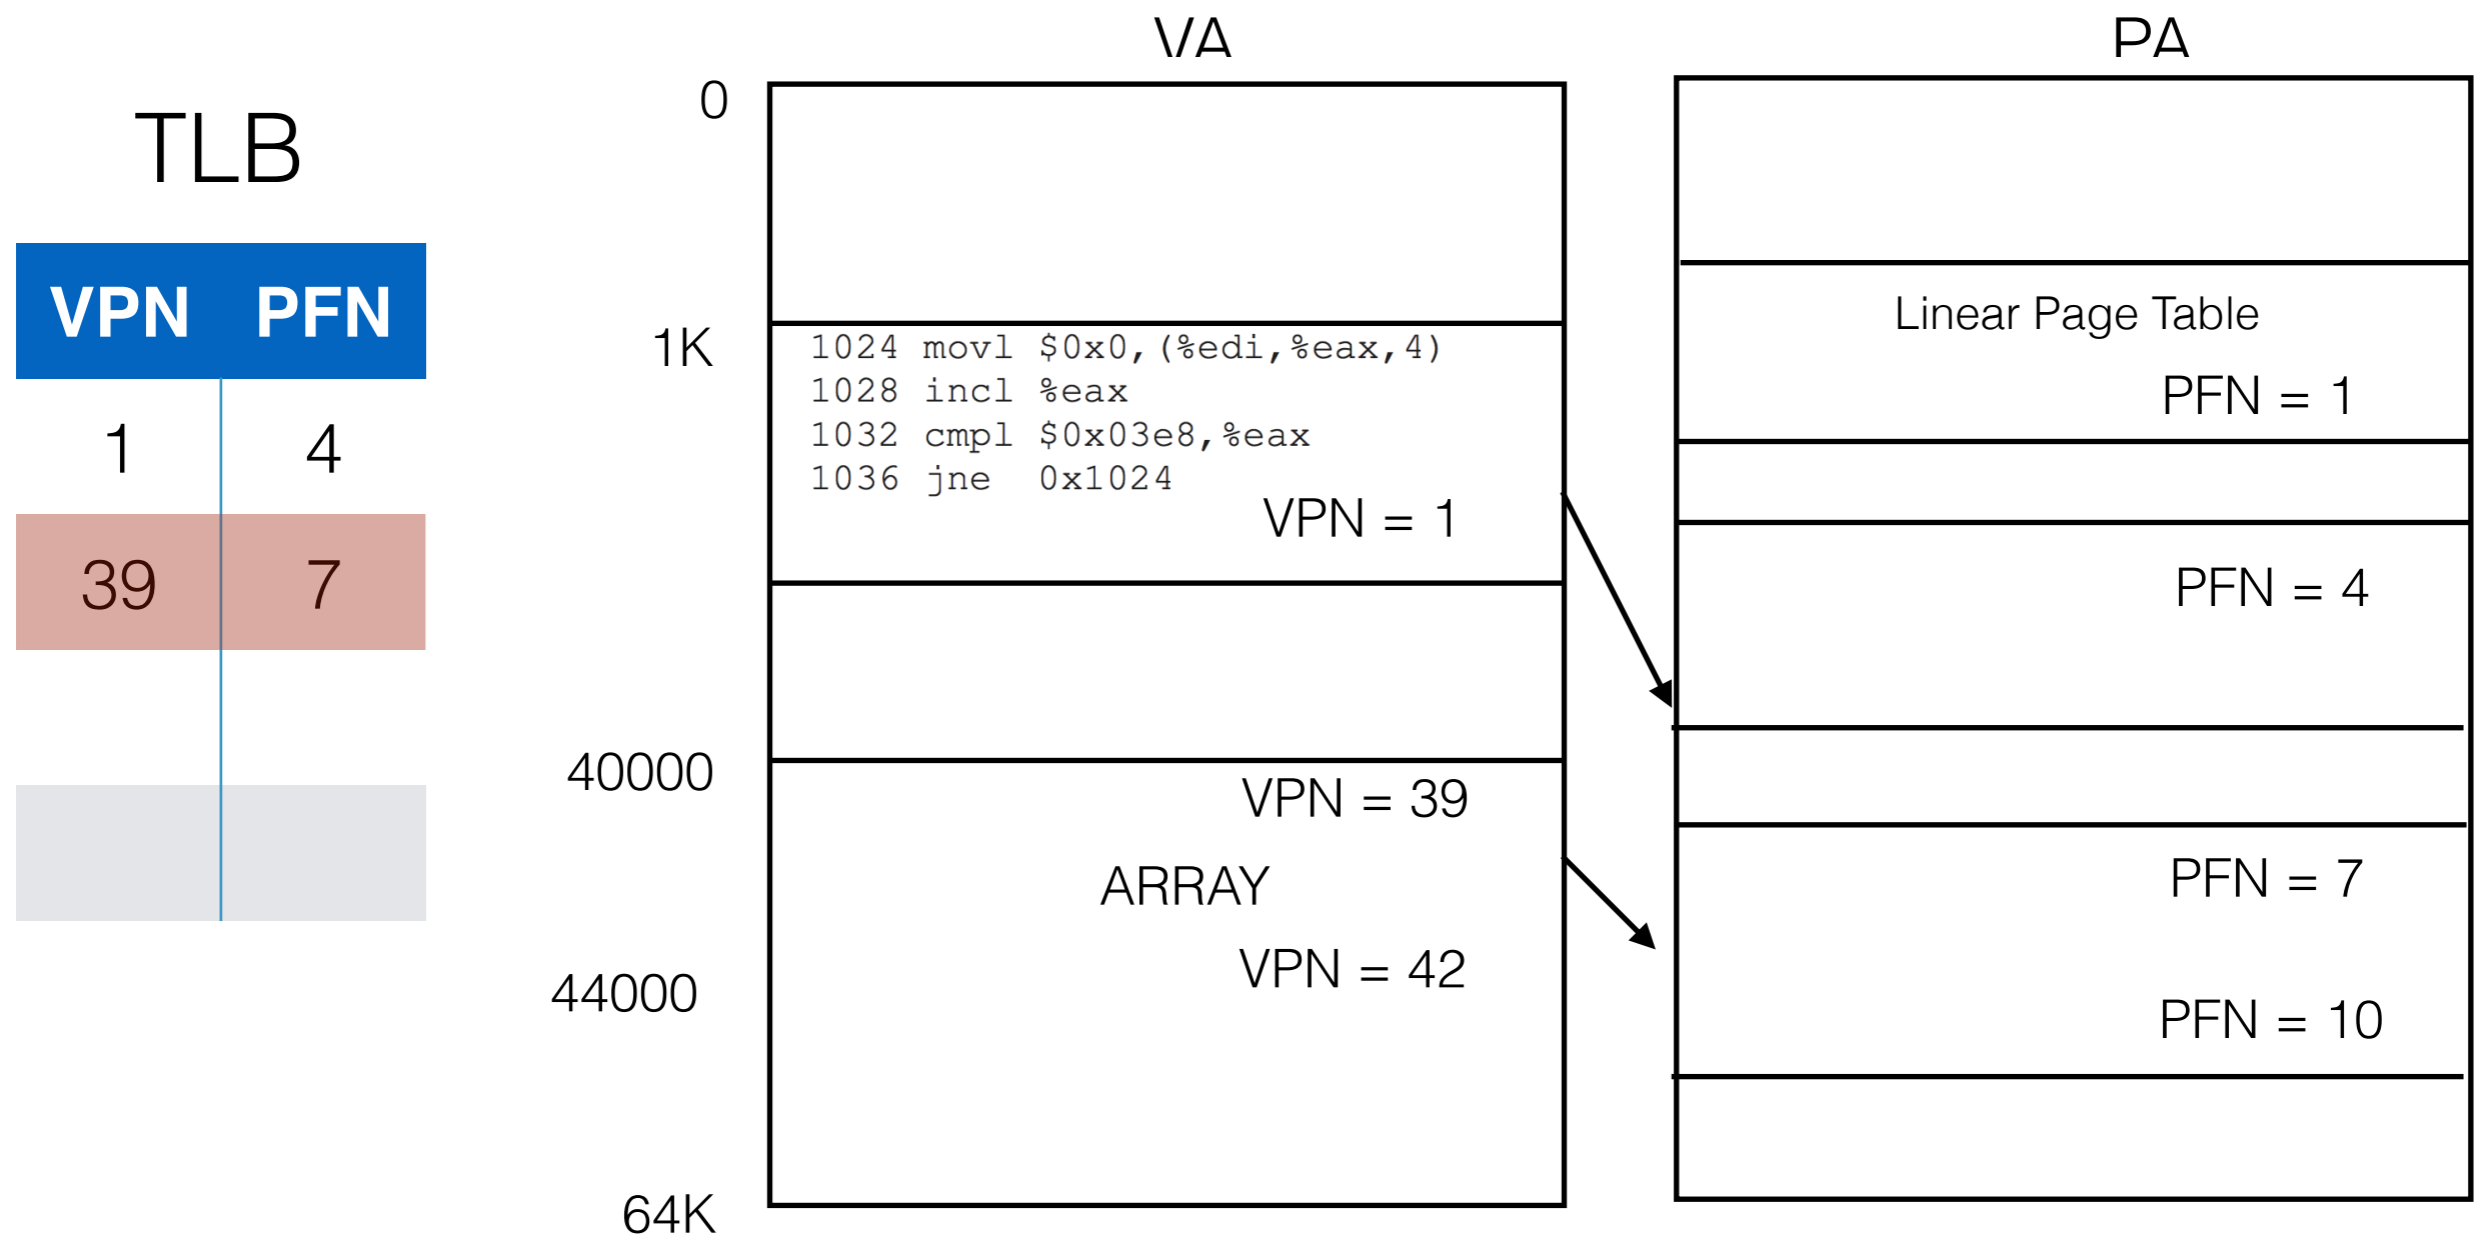 TLB
VPN PFN
1 4
39 7
VA
0
1K
1024 movl $0x0,(%edi,%eax,4)
1028 incl %eax
1032 cmpl $0x03e8,%eax
1036 jne 0x1024
VPN = 1
40000
VPN = 39
ARRAY
VPN = 42
44000
64K
PA
Linear Page Table
PFN = 1
PFN = 4
PFN = 7
PFN = 10